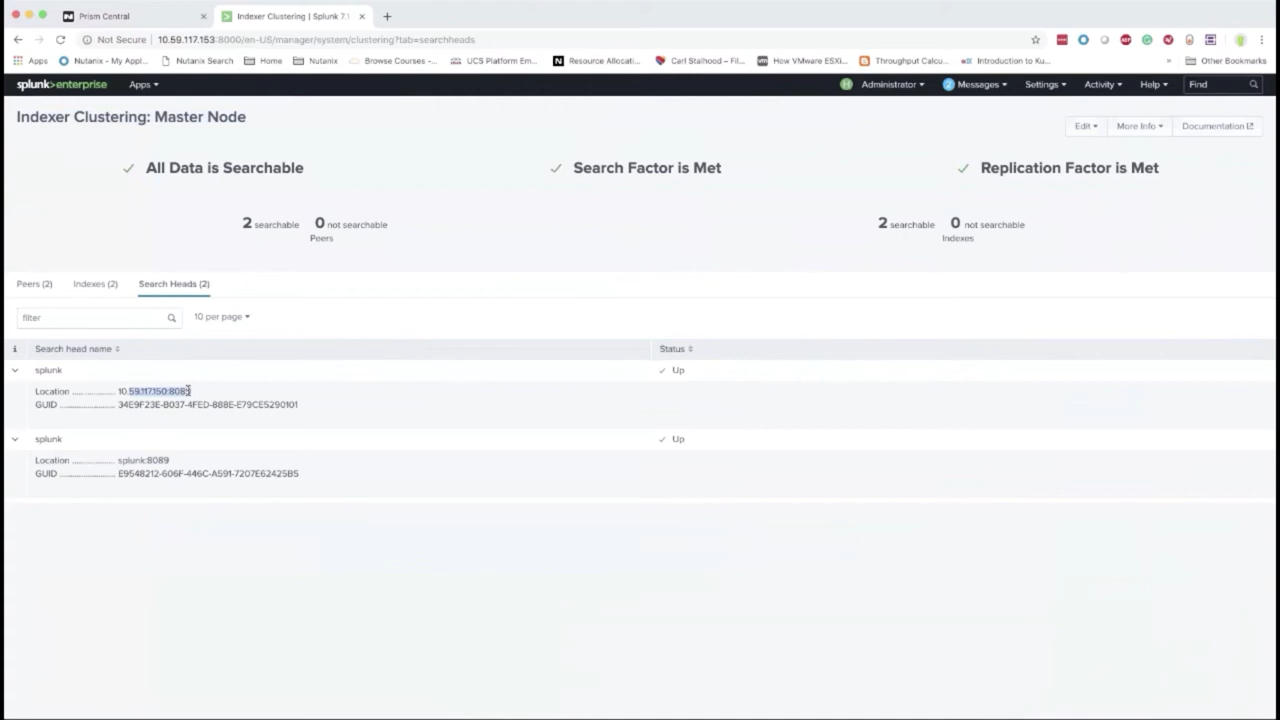 Prism Central
Indexer Clustering | Splunk 7.1
Not Secure 10.59.117.153:8000/en-US/manager/system/clustering?tab=searchheads
Apps Nutanix - My Appl... Nutanix Search Home Nutanix Browse Courses -... UCS Platform Em... Resource Allocati... Carl Stalhood – Fil... How VMware ESXi... Throughput Calcu... Introduction to Ku... » Other Bookmarks
splunk>enterprise Apps Administrator 2 Messages Settings Activity Help Find
Indexer Clustering: Master Node
Edit More Info Documentation
All Data is Searchable Search Factor is Met Replication Factor is Met
2 searchable 0 not searchable 2 searchable 0 not searchable
Peers Indexes
Peers (2) Indexes (2) Search Heads (2)
filter 10 per page
i Search head name Status
splunk Up
Location .................. 10.59.117.150:8089
GUID ....................... 34E9F23E-B037-4FED-888E-E79CE5290101
splunk Up
Location .................. splunk:8089
GUID ....................... E9548212-606F-446C-A591-7207E62425B5